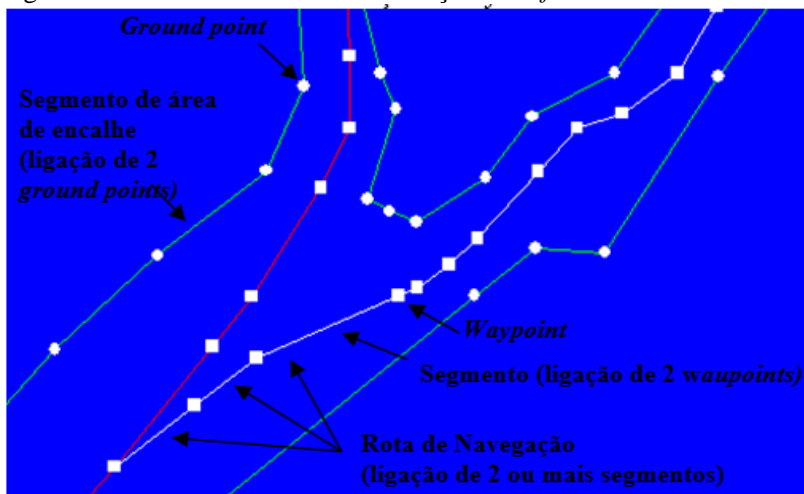 Ground point
Segmento de área
de encalhe
(ligação de 2
ground points)
Waypoint
Segmento (ligação de 2 waupoints)
Rota de Navegação
(ligação de 2 ou mais segmentos)